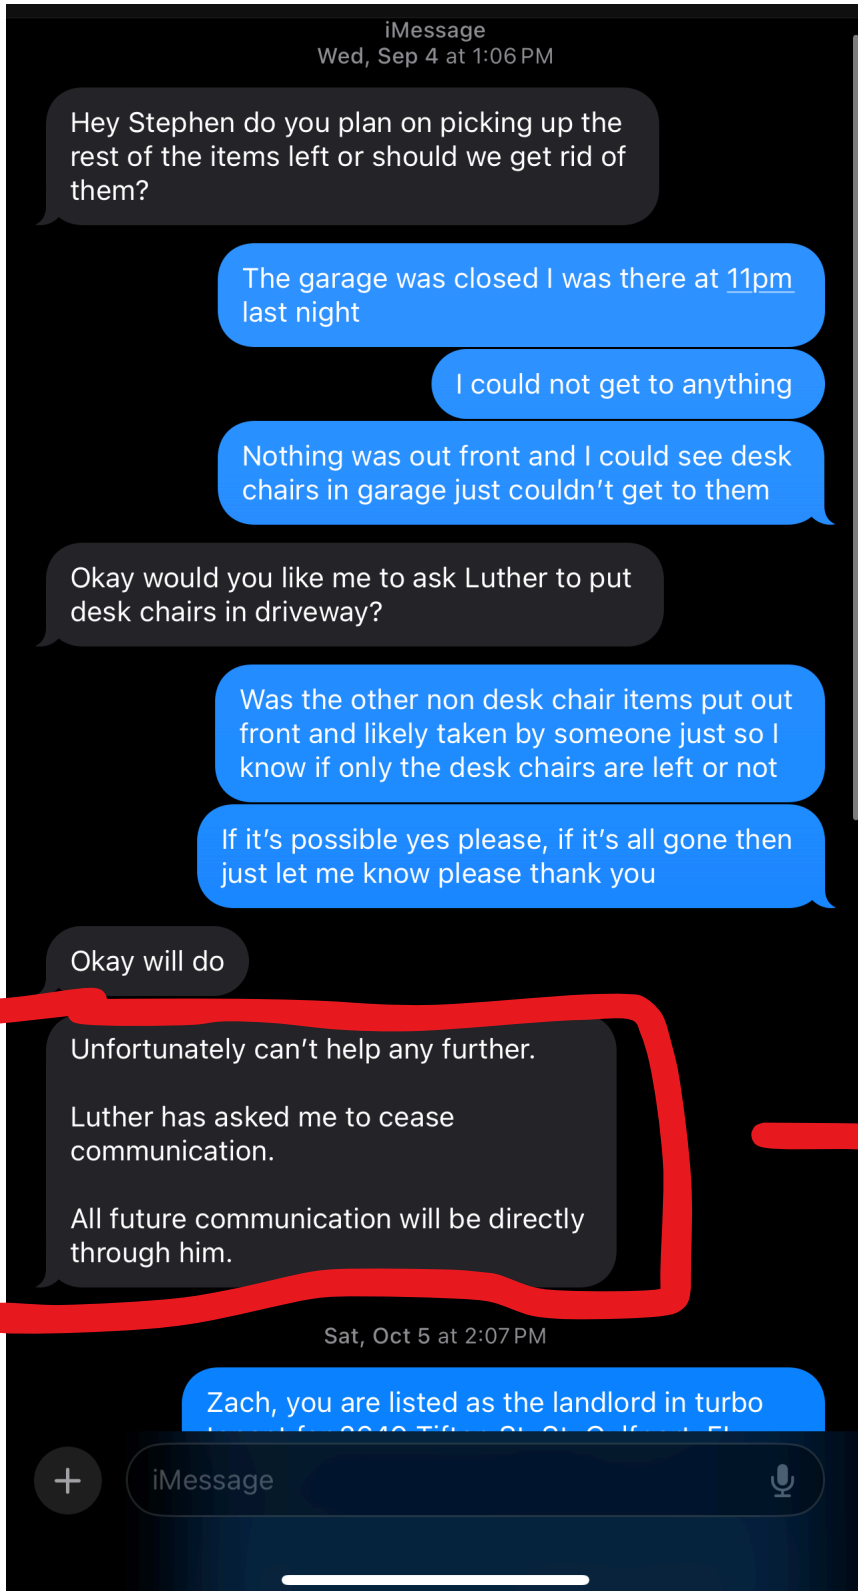 iMessage
Wed, Sep 4 at 1:06 PM
Hey Stephen do you plan on picking up the
rest of the items left or should we get rid of
them?
The garage was closed I was there at 11pm
last night
I could not get to anything
Nothing was out front and I could see desk
chairs in garage just couldn't get to them
Okay would you like me to ask Luther to put
desk chairs in driveway?
Was the other non desk chair items put out
front and likely taken by someone just so I
know if only the desk chairs are left or not
If it's possible yes please, if it's all gone then
just let me know please thank you
Okay will do
Unfortunately can't help any further.
Luther has asked me to cease
communication.
All future communication will be directly
through him.
Sat, Oct 5 at 2:07 PM
Zach, you are listed as the landlord in turbo
iMessage